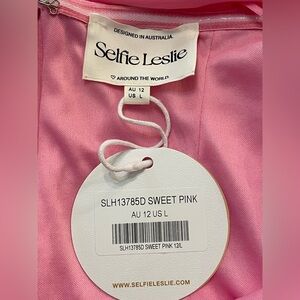 DESIGNED IN AUSTRALIA.
Selfie Leslie
♡ AROUND THE WORLD
AU 12
US L
SLH13785D SWEET PINK
AU 12 US L
SLH13785D SWEET PINK 12/L
WWW.SELFIELESLIE.COM